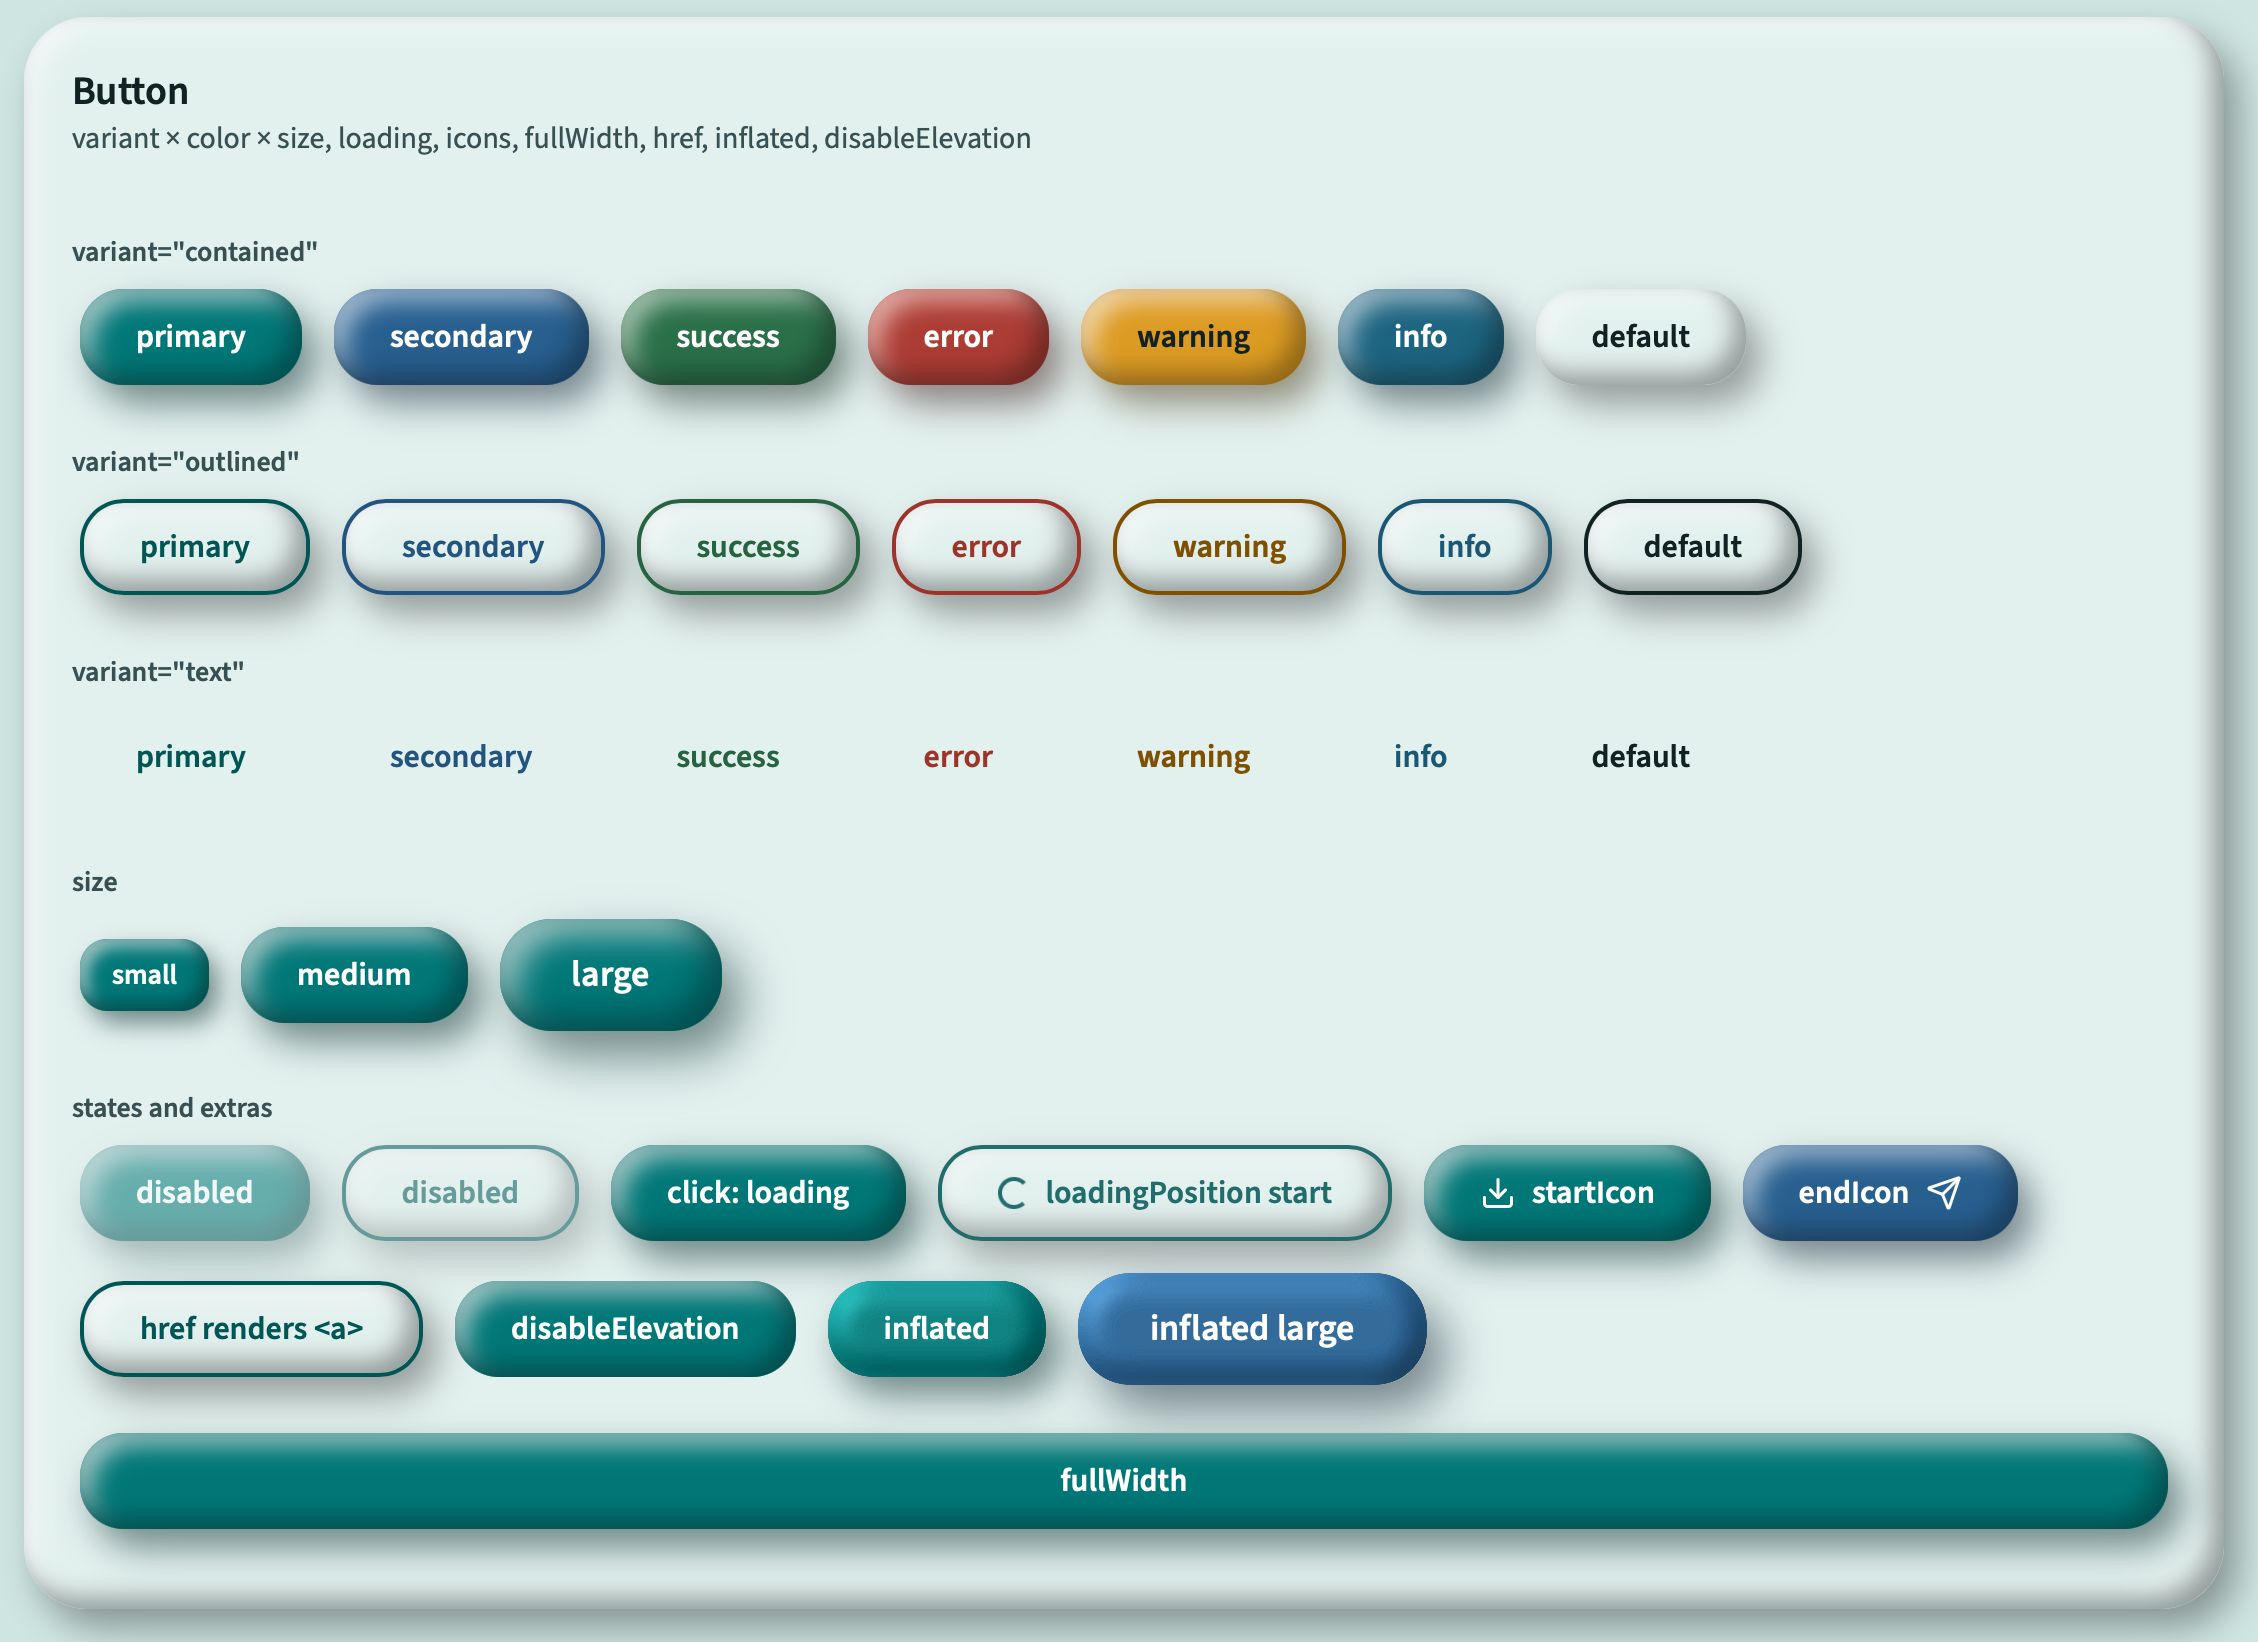 Button
variant × color × size, loading, icons, fullWidth, href, inflated, disableElevation
variant="contained"
primary secondary success error warning info default
variant="outlined"
primary secondary success error warning info default
variant="text"
primary secondary success error warning info default
size
small medium large
states and extras
disabled disabled click: loading loadingPosition start startIcon endIcon
href renders <a> disableElevation inflated inflated large
fullWidth